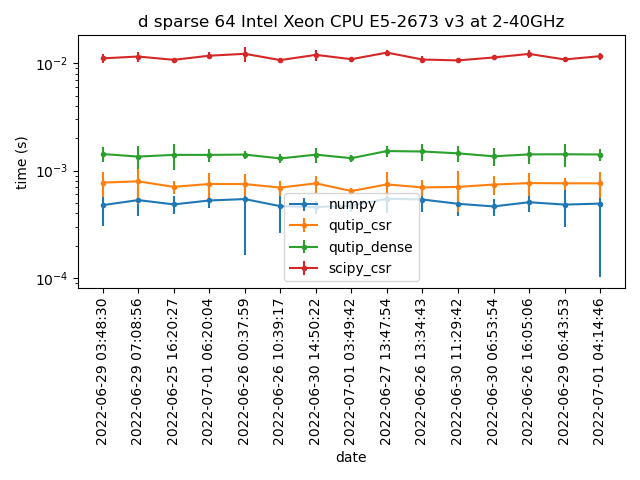 d sparse 64 Intel Xeon CPU E5-2673 v3 at 2-40GHz
time (s)
10⁻²
10⁻³
10⁻⁴
numpy
qutip_csr
qutip_dense
scipy_csr
2022-06-29 03:48:30
2022-06-29 07:08:56
2022-06-25 16:20:27
2022-07-01 06:20:04
2022-06-26 00:37:59
2022-06-26 10:39:17
2022-06-30 14:50:22
2022-07-01 03:49:42
2022-06-27 13:47:54
2022-06-26 13:34:43
2022-06-30 11:29:42
2022-06-30 06:53:54
2022-06-26 16:05:06
2022-06-29 06:43:53
2022-07-01 04:14:46
date